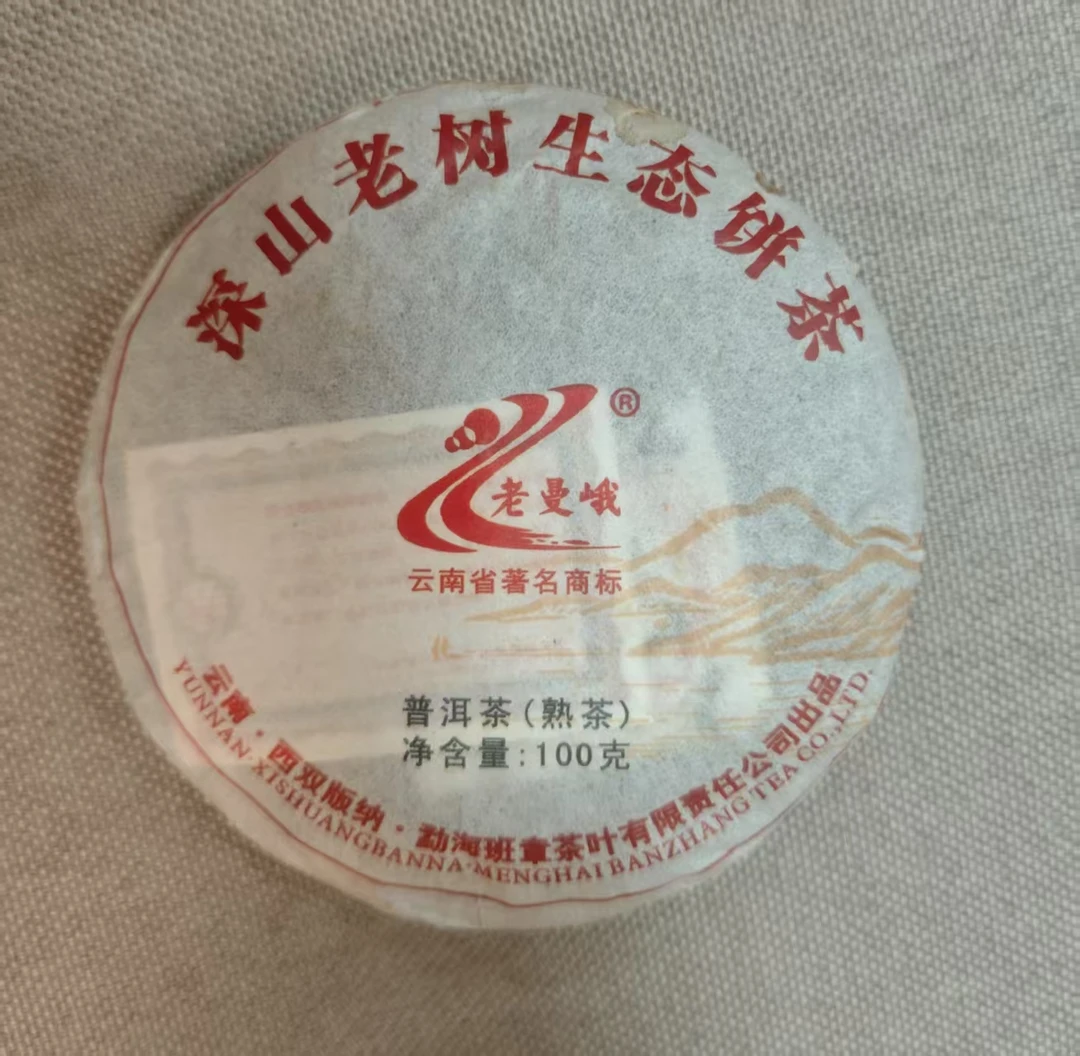 深山老树生态饼茶
®
老曼峨
云南省著名商标
普洱茶（熟茶）
净含量：100克
云南·西双版纳·勐海班章茶叶有限责任公司出品
YUNNAN·XISHUANGBANNA·MENGHAI BANZHANG TEA CO.,LTD.